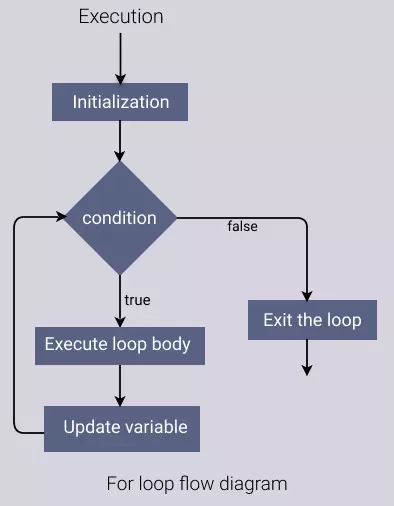 Execution
Initialization
condition
false
true
Execute loop body
Exit the loop
Update variable
For loop flow diagram